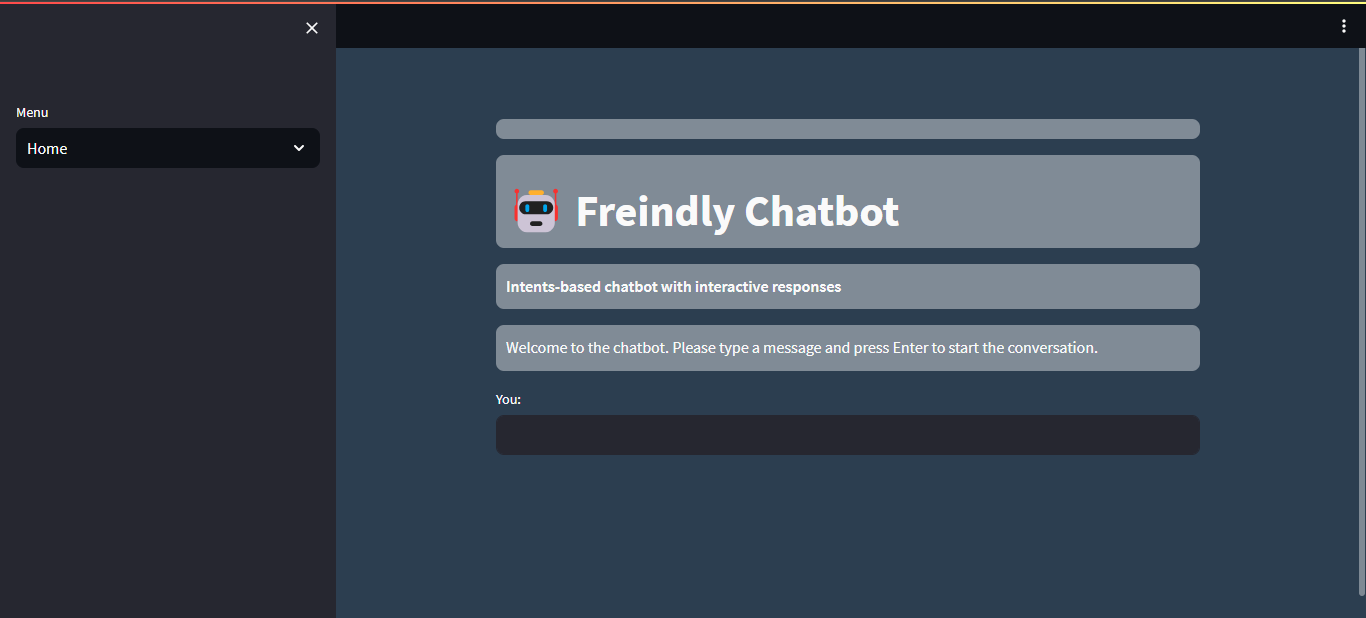 Menu
Home
Freindly Chatbot
Intents-based chatbot with interactive responses
Welcome to the chatbot. Please type a message and press Enter to start the conversation.
You: